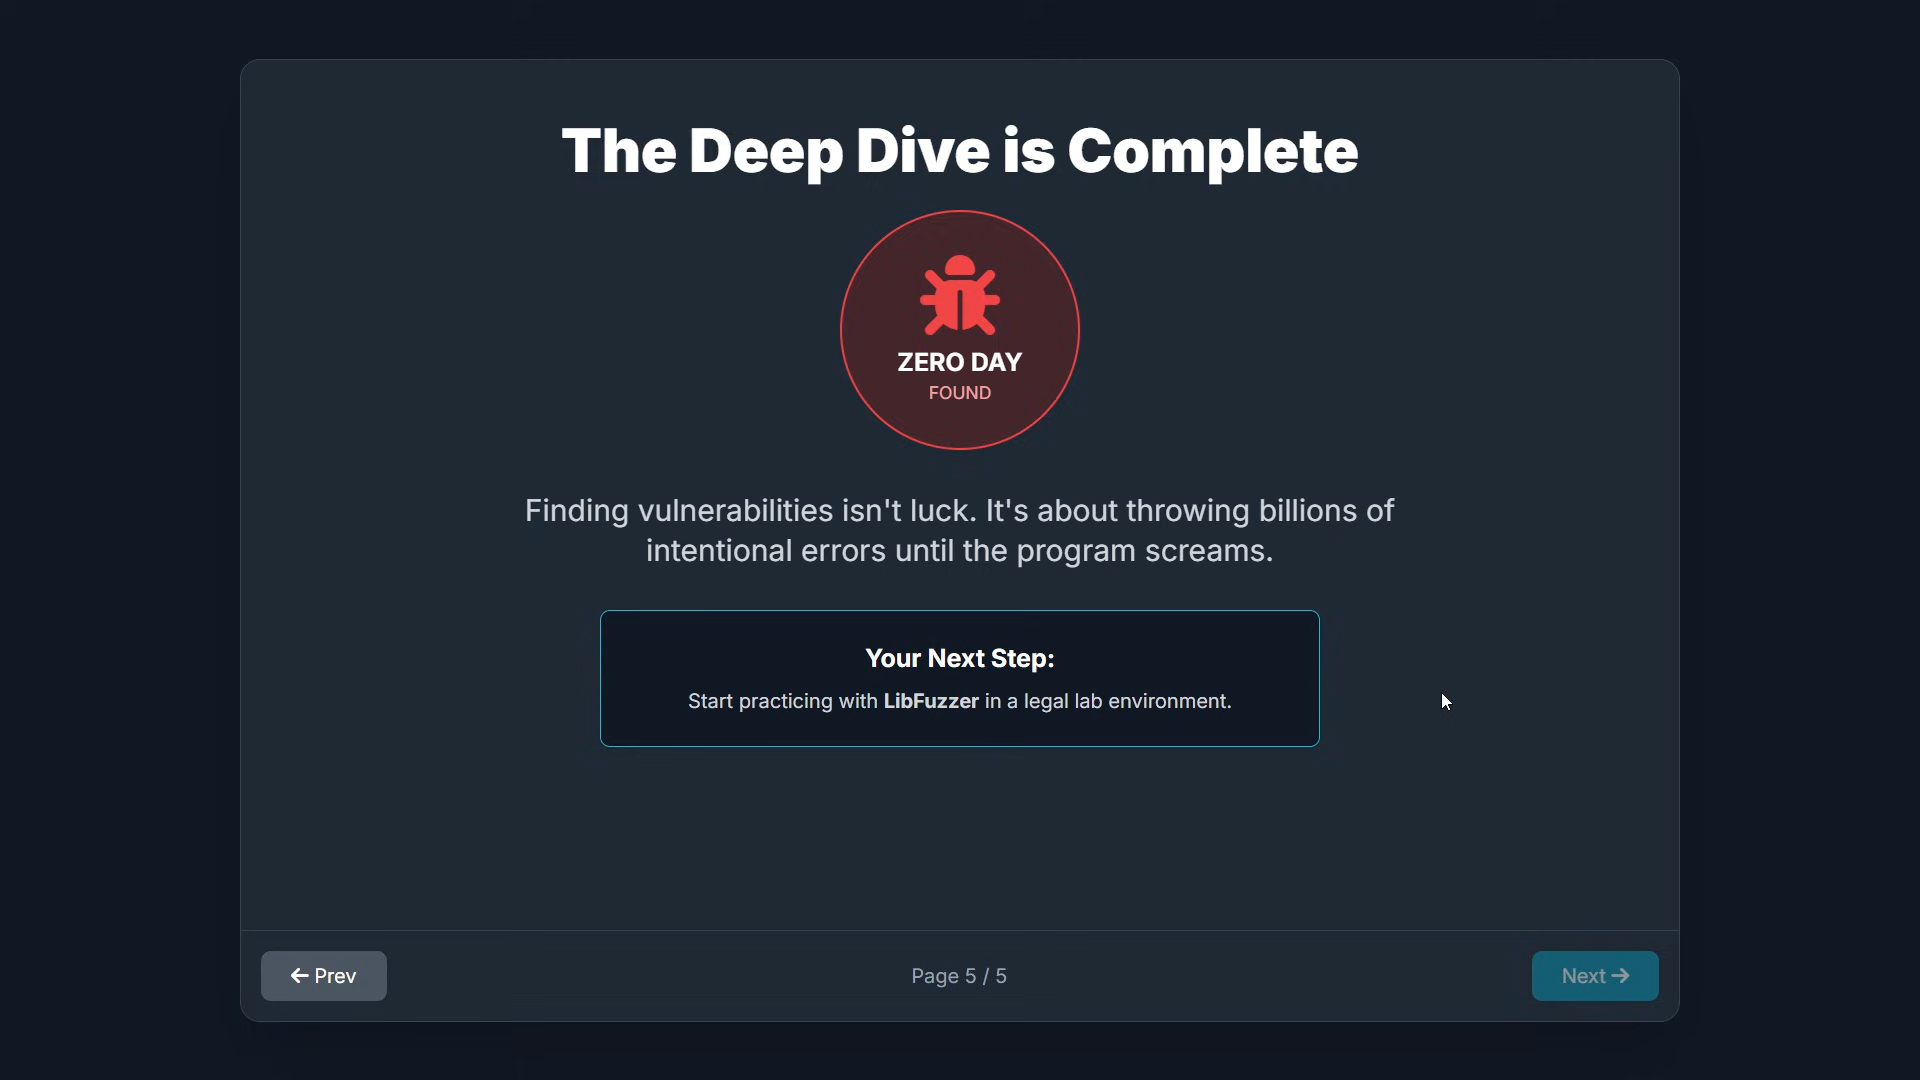 The Deep Dive is Complete
ZERO DAY
FOUND
Finding vulnerabilities isn't luck. It's about throwing billions of
intentional errors until the program screams.
Your Next Step:
Start practicing with LibFuzzer in a legal lab environment.
← Prev
Page 5 / 5
Next →